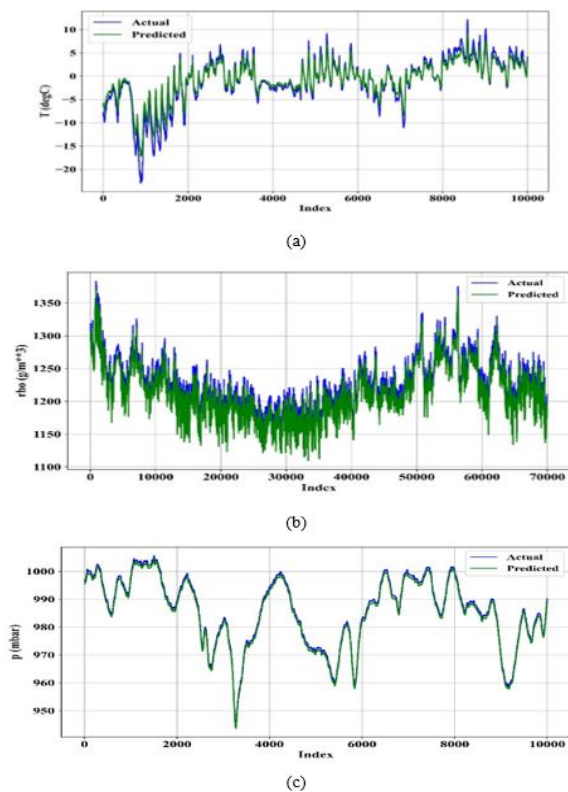 Actual
Predicted
10
5
0
−5
−10
−15
−20
T (degC)
0 2000 4000 6000 8000 10000
Index
(a)
Actual
Predicted
1350
1300
1250
1200
1150
1100
rho (g/m**3)
0 10000 20000 30000 40000 50000 60000 70000
Index
(b)
Actual
Predicted
1000
990
980
970
960
950
p (mbar)
0 2000 4000 6000 8000 10000
Index
(c)